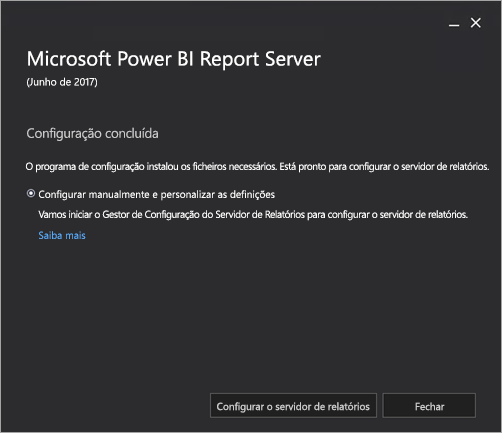 Microsoft Power BI Report Server
(Junho de 2017)
Configuração concluída
O programa de configuração instalou os ficheiros necessários. Está pronto para configurar o servidor de relatórios.
Configurar manualmente e personalizar as definições
Vamos iniciar o Gestor de Configuração do Servidor de Relatórios para configurar o servidor de relatórios.
Saiba mais
Configurar o servidor de relatórios
Fechar